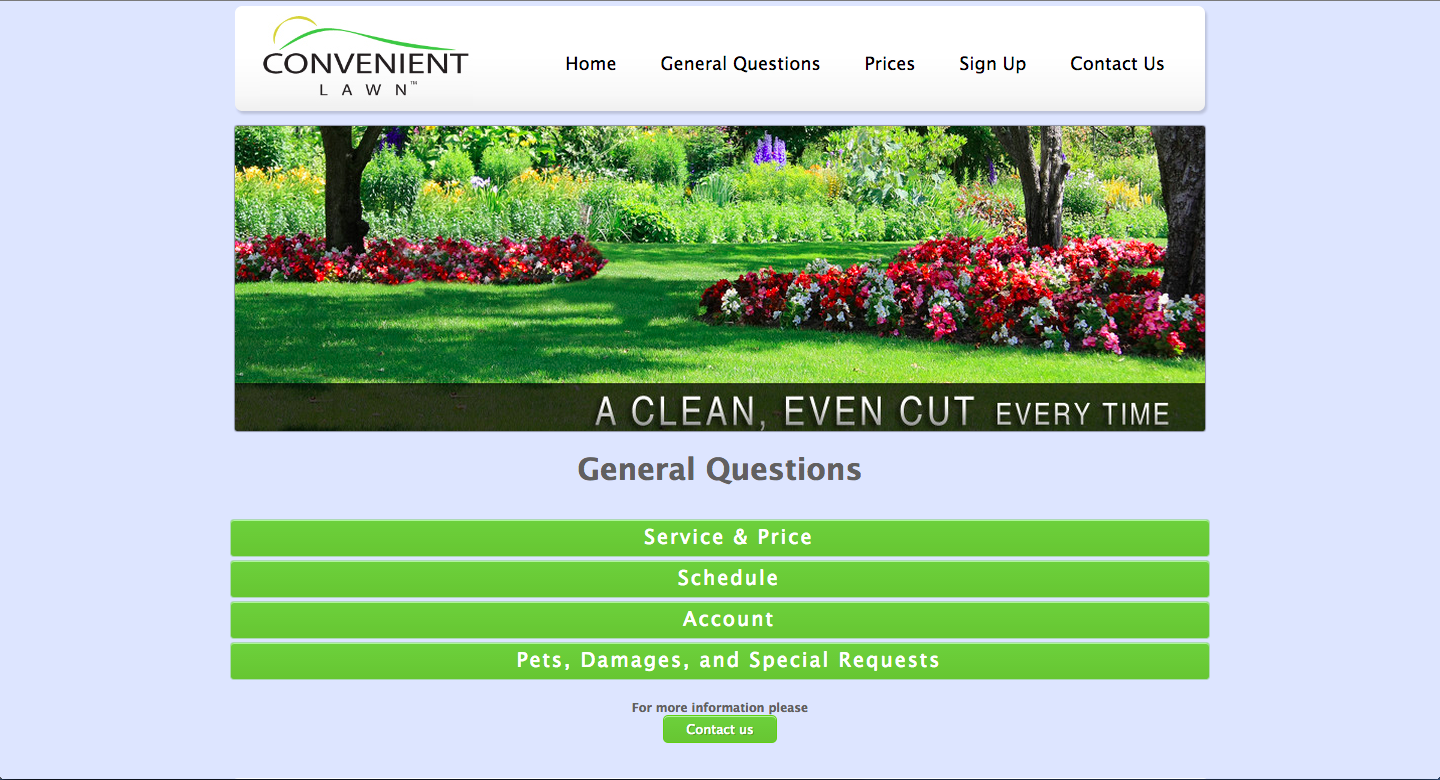 CONVENIENT
LAWN™
Home General Questions Prices Sign Up Contact Us
A CLEAN, EVEN CUT EVERY TIME
General Questions
Service & Price
Schedule
Account
Pets, Damages, and Special Requests
For more information please
Contact us